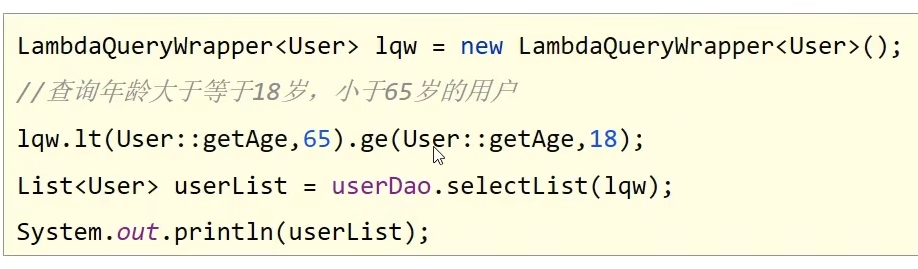 LambdaQueryWrapper<User> lqw = new LambdaQueryWrapper<User>();
//查询年龄大于等于18岁，小于65岁的用户
lqw.lt(User::getAge,65).ge(User::getAge,18);
List<User> userList = userDao.selectList(lqw);
System.out.println(userList);